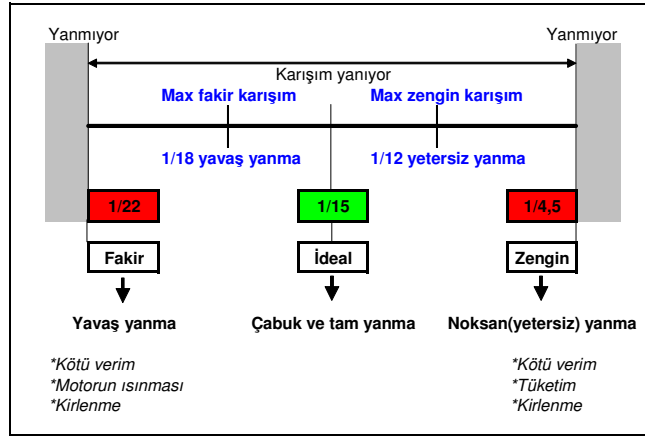 Yanmıyor Yanmıyor
Karışım yanıyor
Max fakir karışım Max zengin karışım
1/18 yavaş yanma 1/12 yetersiz yanma
1/22 1/15 1/4,5
Fakir İdeal Zengin
Yavaş yanma Çabuk ve tam yanma Noksan(yetersiz) yanma
*Kötü verim *Kötü verim
*Motorun ısınması *Tüketim
*Kirlenme *Kirlenme